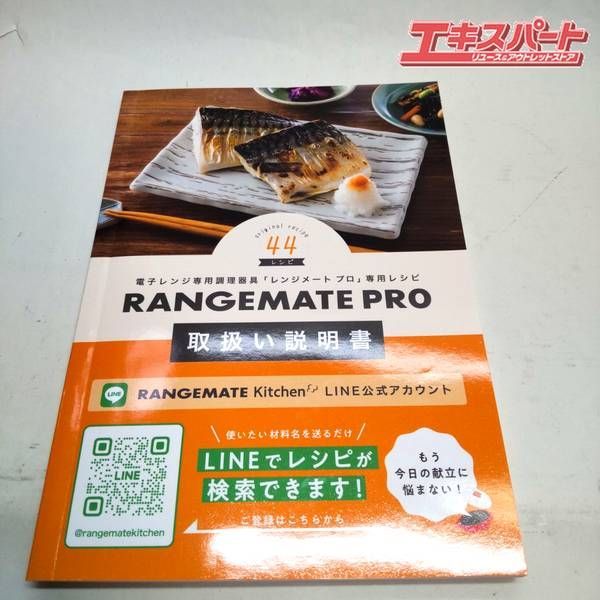 エキスパート
リユース&アウトレットストア
original recipe
44
レシピ
電子レンジ専用調理器具「レンジメート プロ」専用レシピ
RANGEMATE PRO
取扱い説明書
LINE
RANGEMATE Kitchen LINE公式アカウント
LINE
@rangematekitchen
使いたい材料名を送るだけ
LINEでレシピが
検索できます!
ご登録はこちらから
もう
今日の献立に
悩まない!